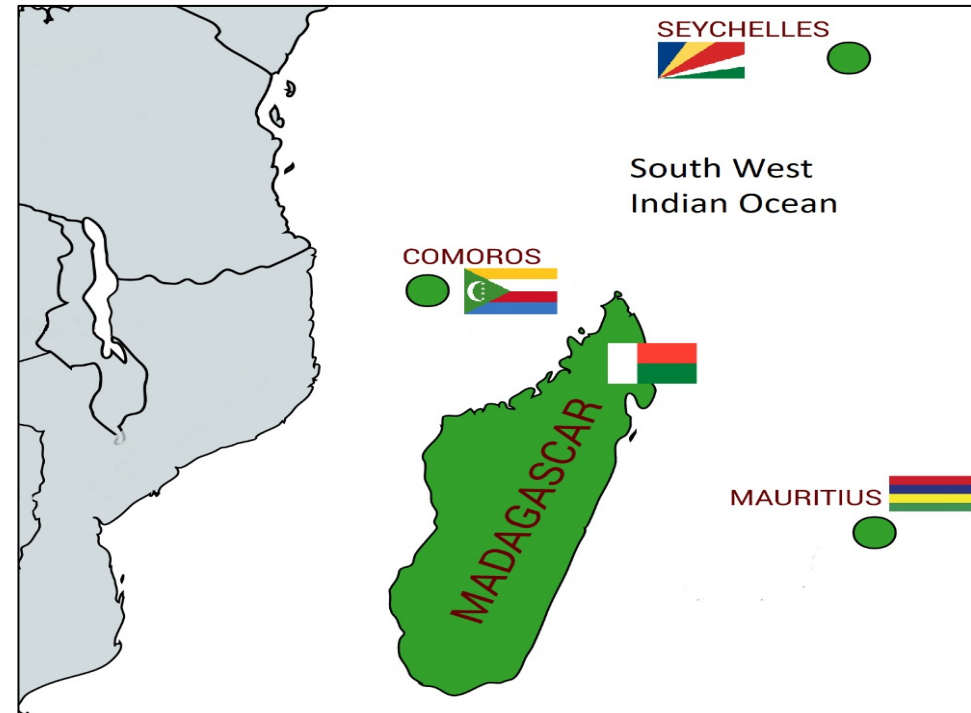 SEYCHELLES
South West
Indian Ocean
COMOROS
MADAGASCAR
MAURITIUS